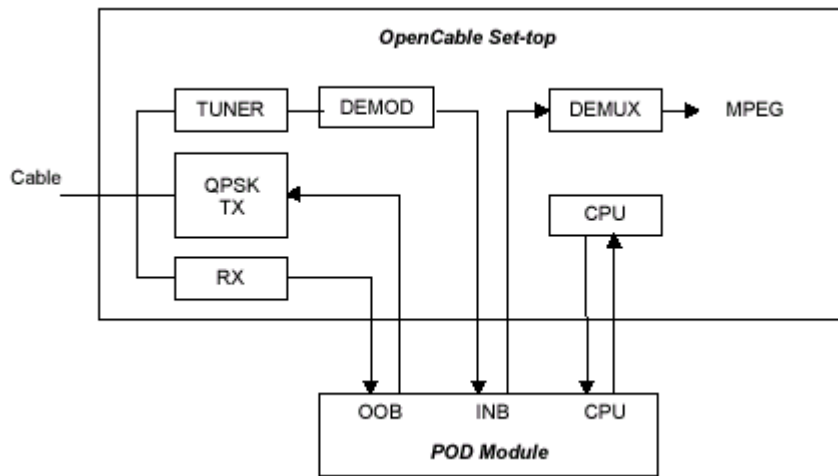 OpenCable Set-top
TUNER
DEMOD
DEMUX
MPEG
Cable
QPSK
TX
CPU
RX
OOB
INB
CPU
POD Module